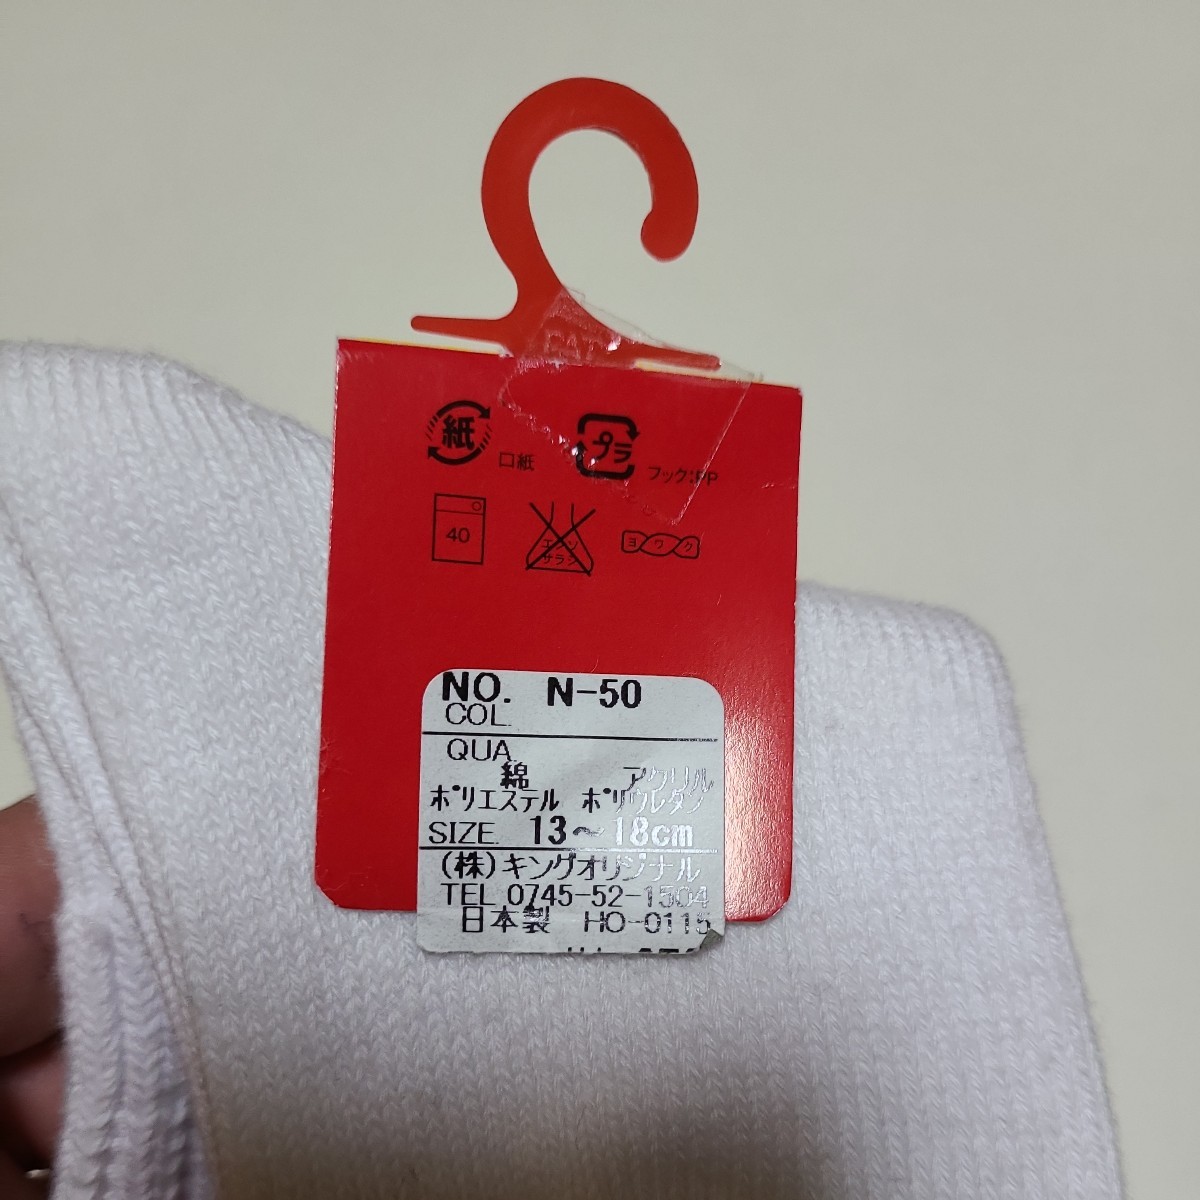 紙 口紙 プラ フック:PP
40 エンソ サラシ ヨワク
NO. N-50
COL.
QUA.
綿 アクリル
ポリエステル ポリウレタン
SIZE. 13～18cm
(株)キングオリジナル
TEL 0745-52-1504
日本製 HO-0115